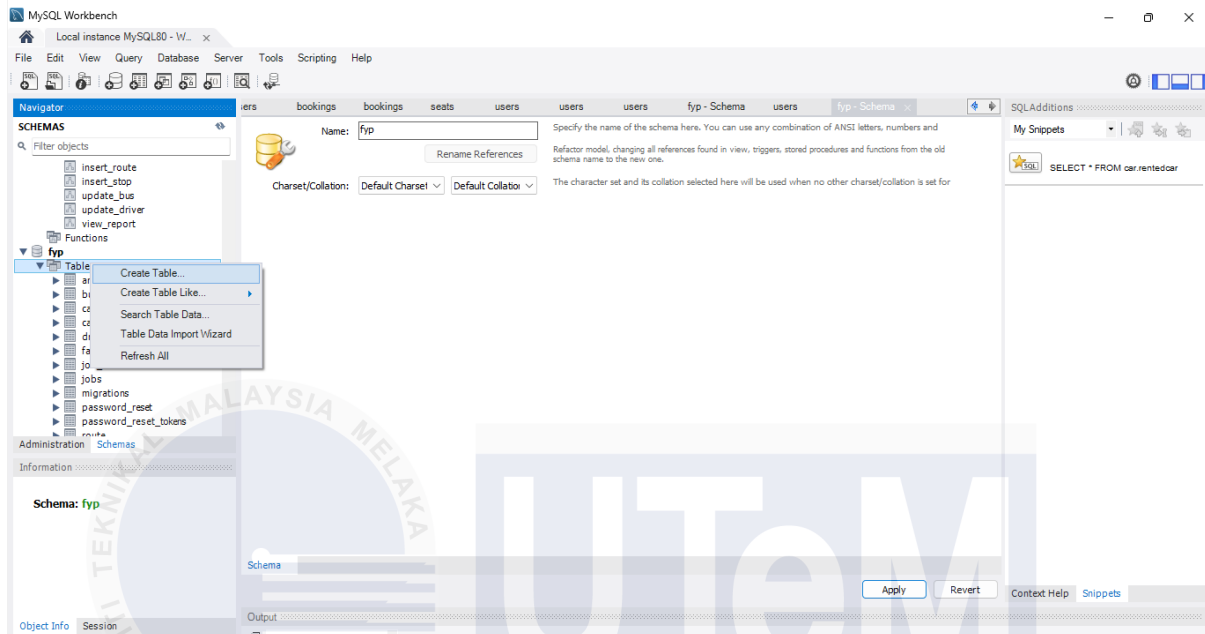 MySQL Workbench
Local instance MySQL80 - W...
File Edit View Query Database Server Tools Scripting Help
Navigator
SCHEMAS
Filter objects
insert_route
insert_stop
update_bus
update_driver
view_report
Functions
fyp
Table
Create Table...
Create Table Like...
Search Table Data...
Table Data Import Wizard
Refresh All
jobs
migrations
password_reset
password_reset_tokens
route
Administration Schemas
Information
Schema: fyp
Object Info Session
bookings bookings seats users users users fyp - Schema users fyp - Schema
Name: fyp
Rename References
Charset/Collation: Default Charset Default Collation
Specify the name of the schema here. You can use any combination of ANSI letters, numbers and
Refactor model, changing all references found in view, triggers, stored procedures and functions from the old
schema name to the new one.
The character set and its collation selected here will be used when no other charset/collation is set for
Schema
Apply Revert
Output
SQLAdditions
My Snippets
SQL SELECT * FROM car.rentedcar
Context Help Snippets
TEKNIKAL MALAYSIA MELAKA
UTeM